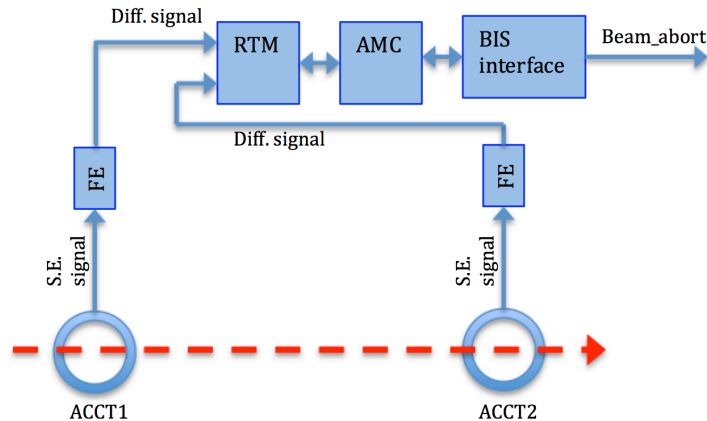 Diff. signal
RTM
AMC
BIS
interface
Beam_abort
Diff. signal
FE
FE
S.E.
signal
S.E.
signal
ACCT1
ACCT2